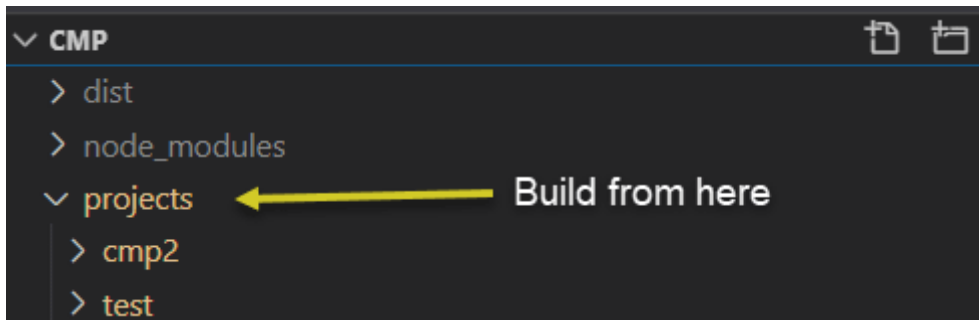 CMP
dist
node_modules
projects Build from here
cmp2
test